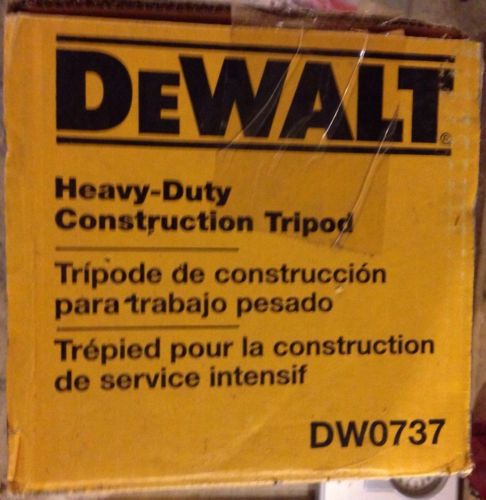 DEWALT®
Heavy-Duty
Construction Tripod
Trípode de construcción
para trabajo pesado
Trépied pour la construction
de service intensif
DW0737